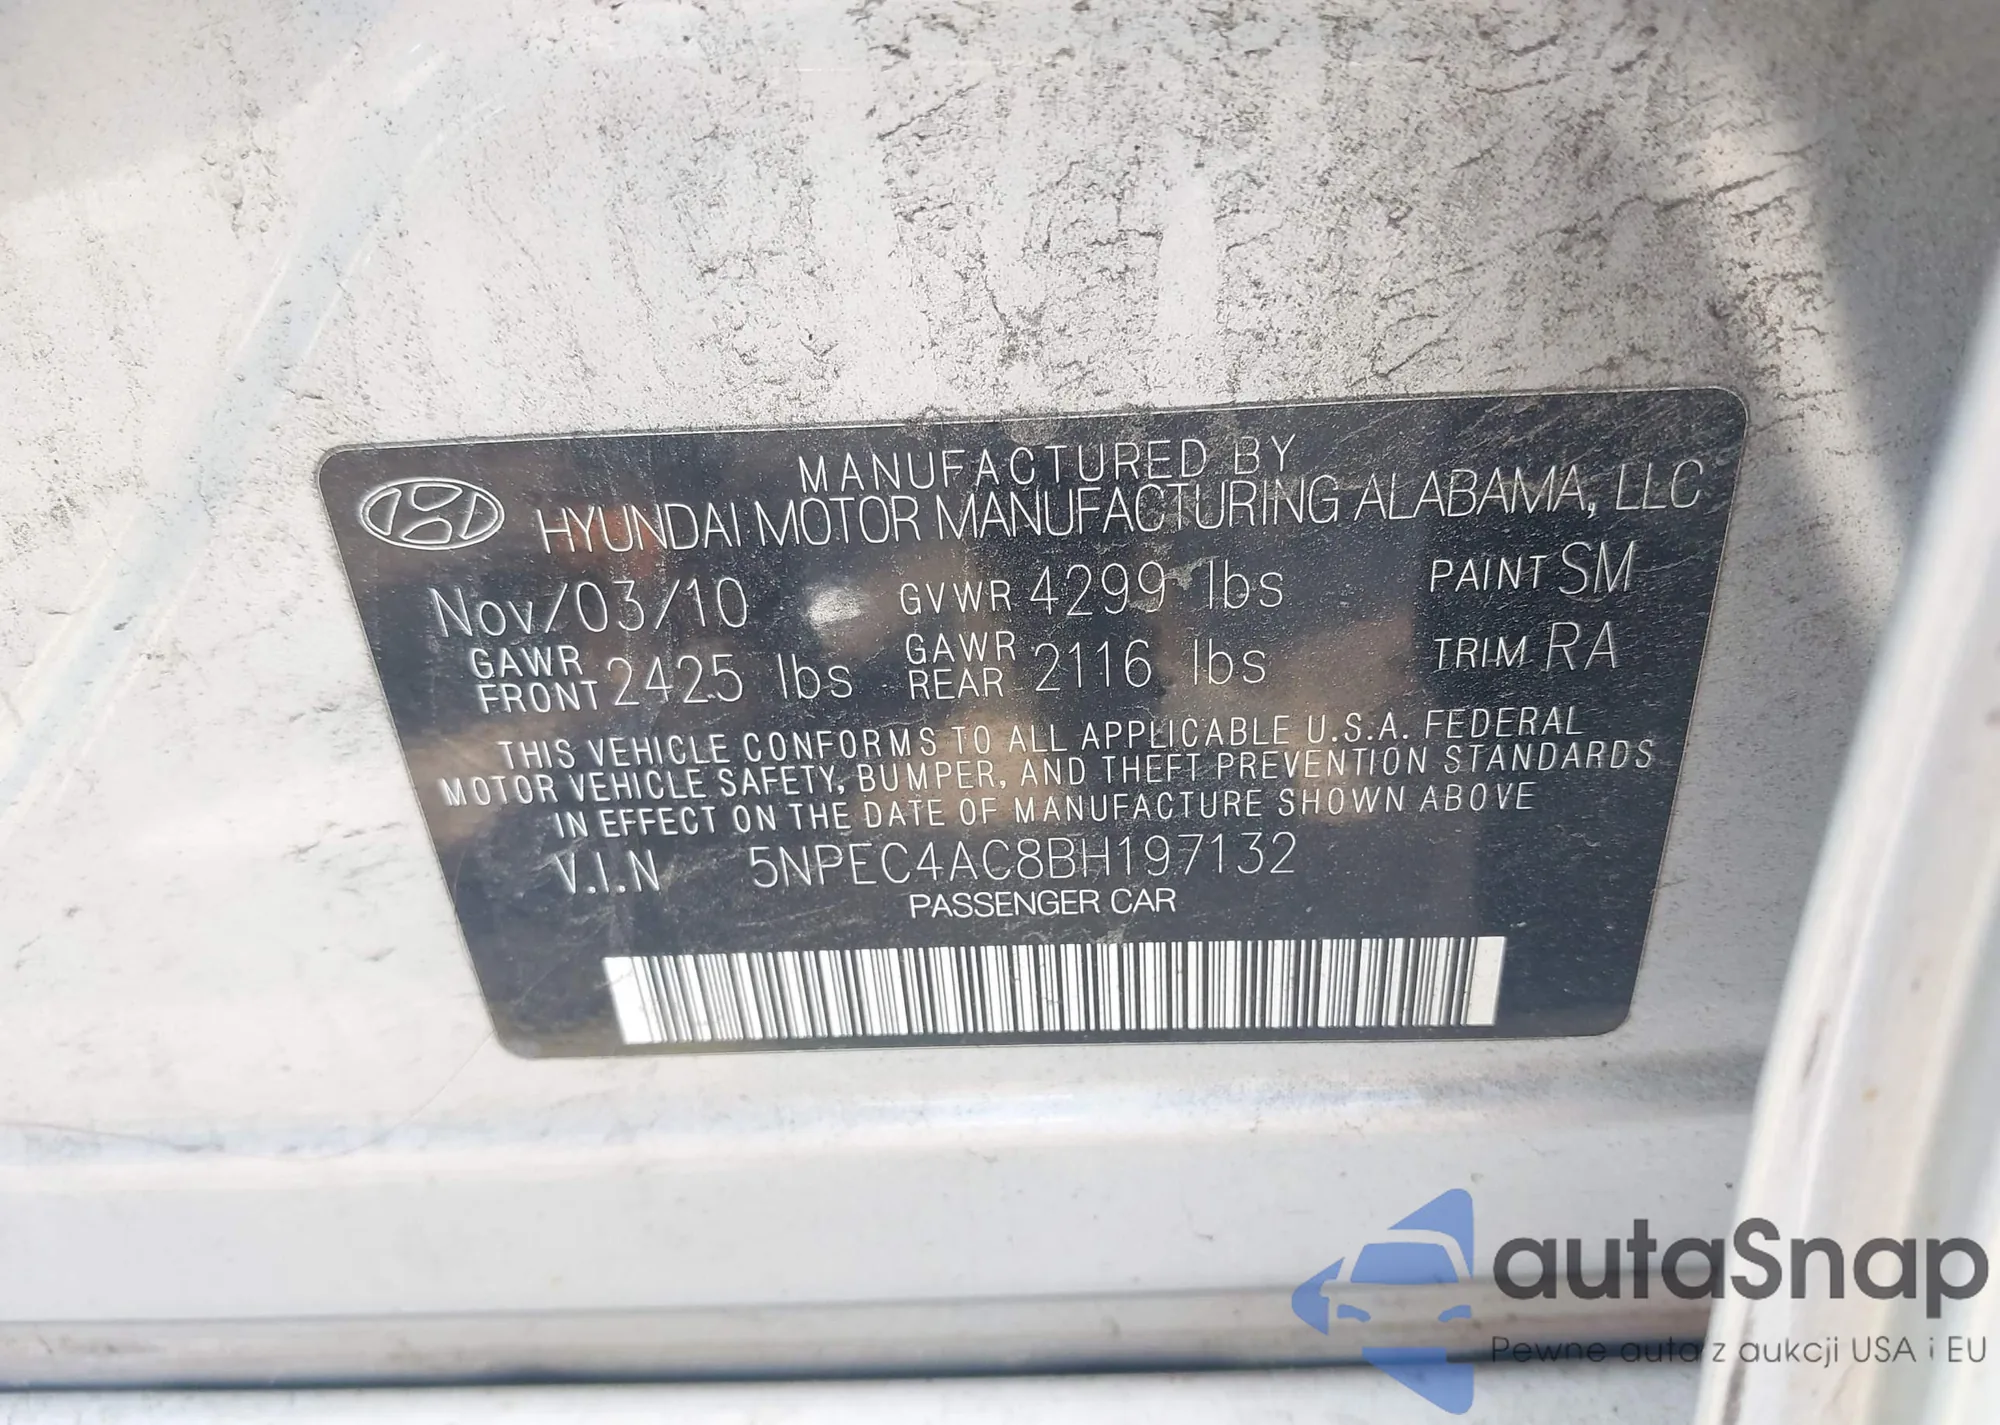 MANUFACTURED BY
HYUNDAI MOTOR MANUFACTURING ALABAMA, LLC
Nov/03/10 GVWR 4299 lbs PAINT SM
GAWR FRONT 2425 lbs GAWR REAR 2116 lbs TRIM RA
THIS VEHICLE CONFORMS TO ALL APPLICABLE U.S.A. FEDERAL
MOTOR VEHICLE SAFETY, BUMPER, AND THEFT PREVENTION STANDARDS
IN EFFECT ON THE DATE OF MANUFACTURE SHOWN ABOVE
V.I.N 5NPEC4AC8BH197132
PASSENGER CAR
autaSnap
Pewne auta z aukcji USA i EU